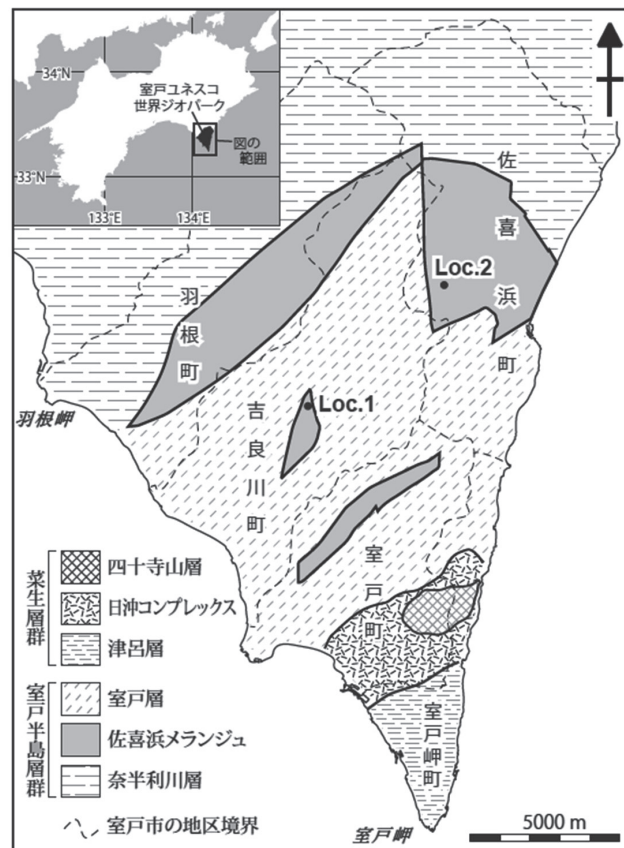 34°N
室戸ユネスコ
世界ジオパーク
図の
範囲
33°N
133°E
134°E
佐喜浜町
Loc.2
羽根町
Loc.1
羽根岬
吉良川町
室戸町
室戸岬町
室戸岬
菜生層群
四十寺山層
日沖コンプレックス
津呂層
室戸半島層群
室戸層
佐喜浜メランジュ
奈半利川層
室戸市の地区境界
5000 m